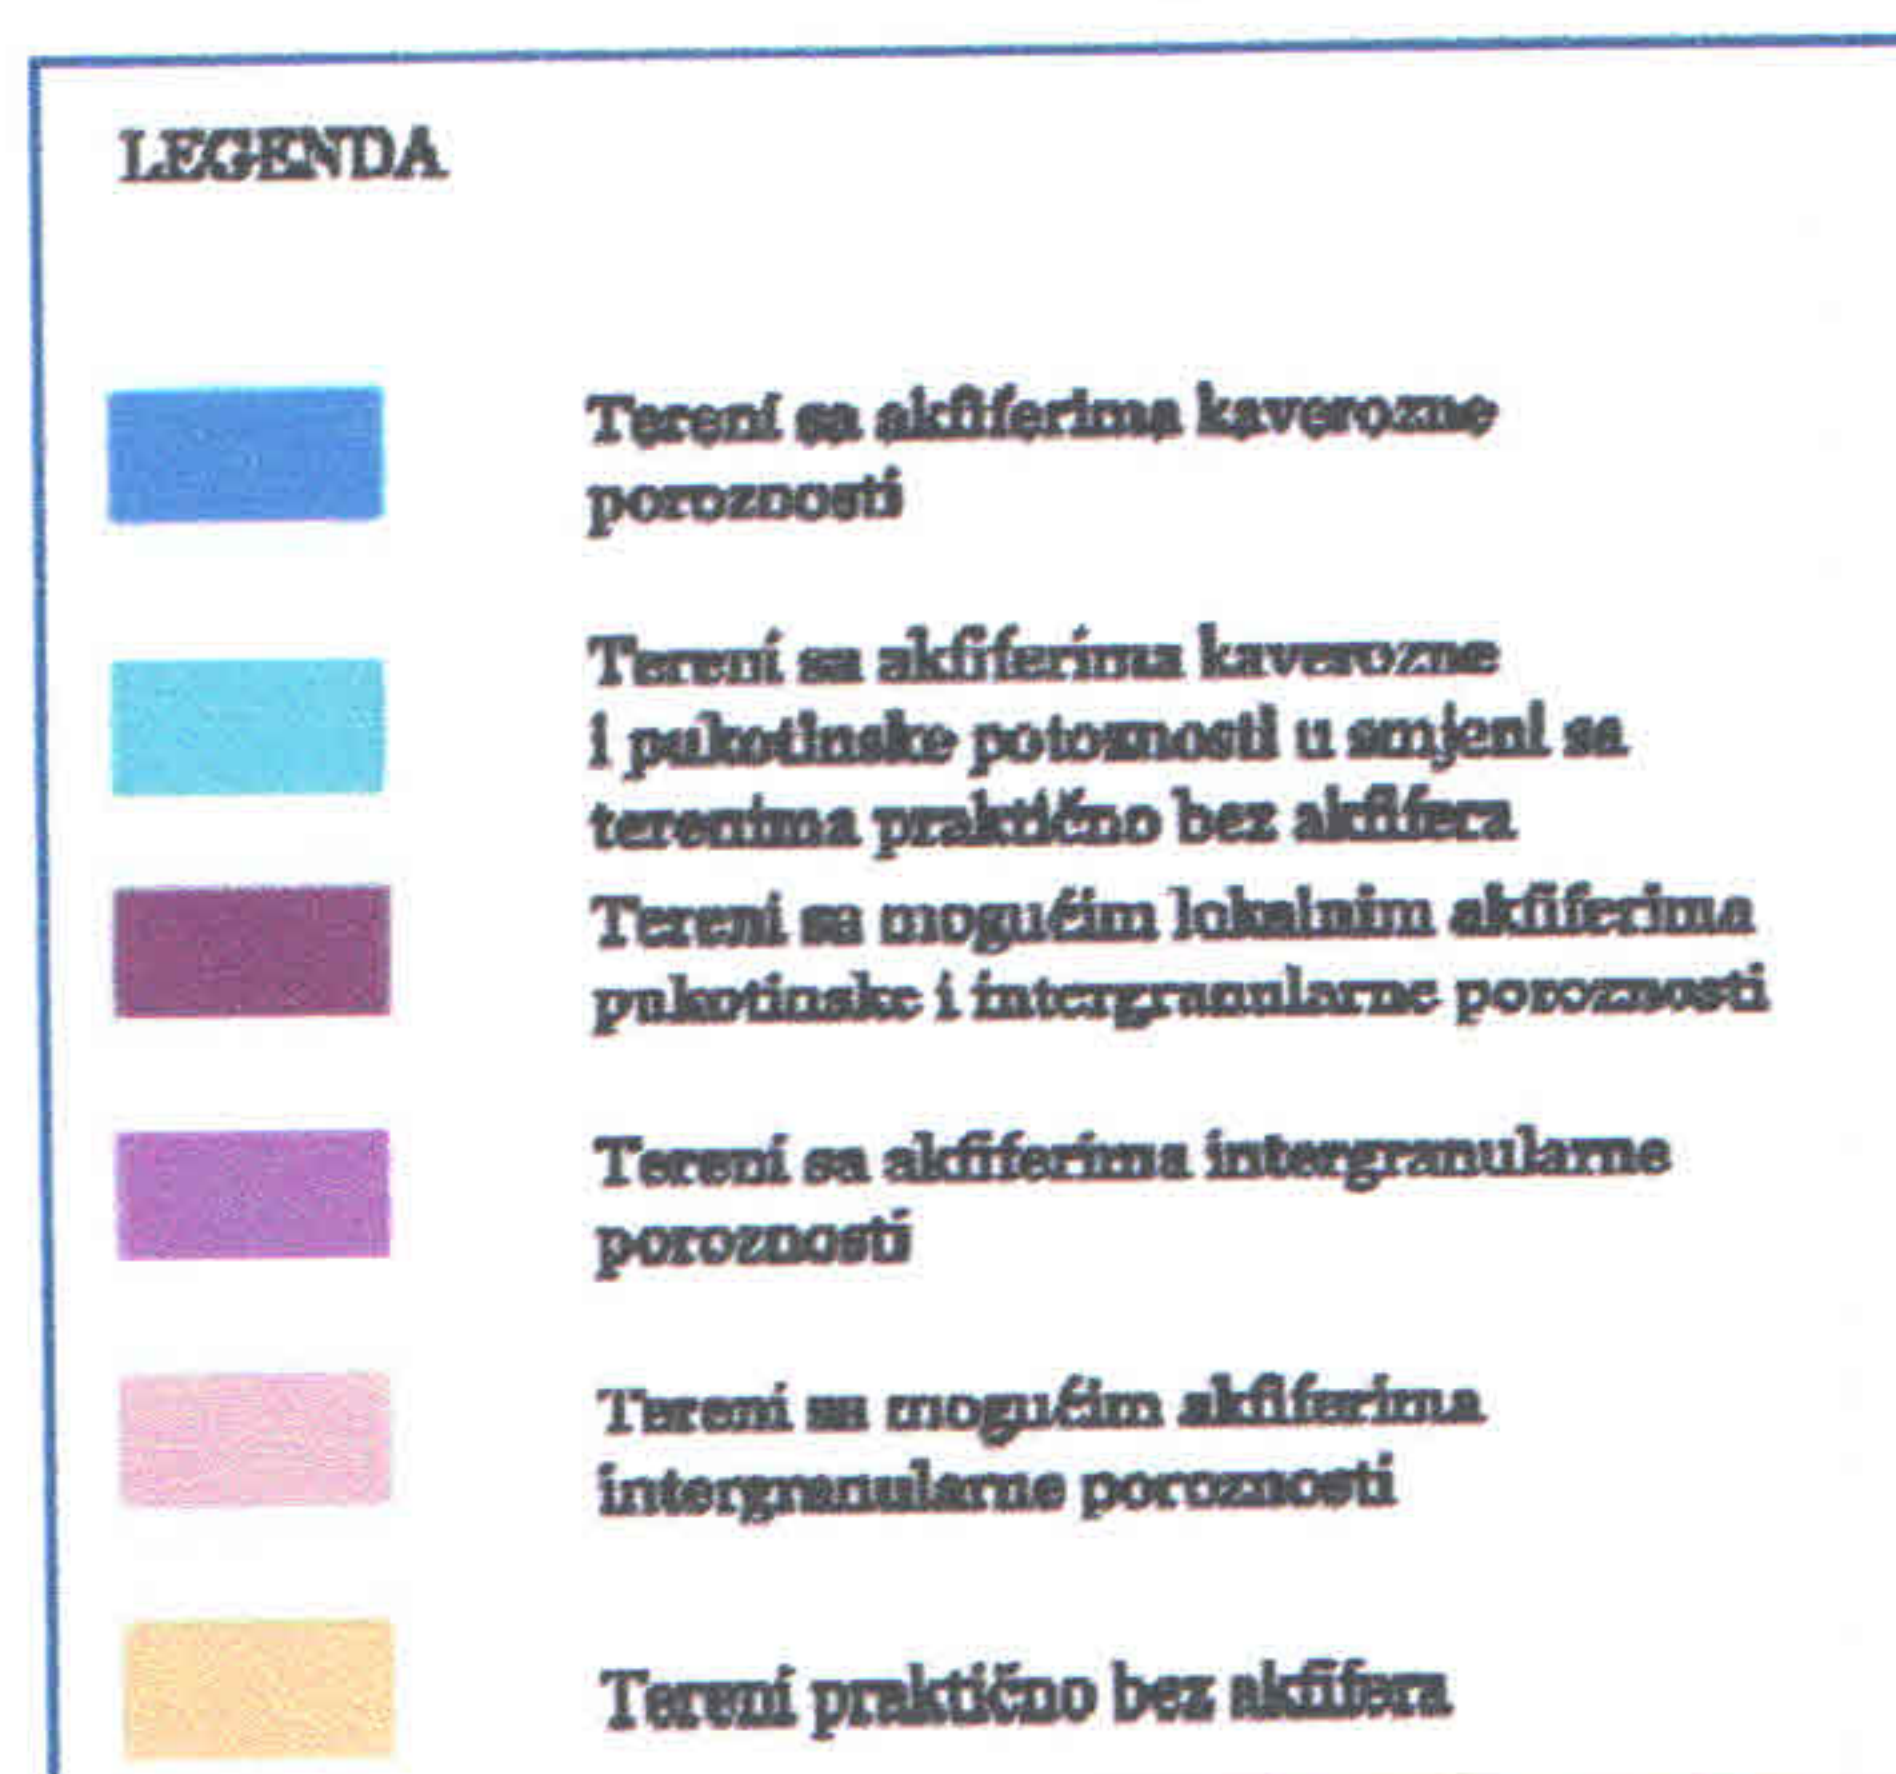 LEGENDA
Tereni sa akfiferima kaverozne
poroznosti
Tereni sa akfiferima kaverozne
i pukotinske potoznosti u smjeni sa
terenima praktično bez akfifera
Tereni sa mogućim lokalnim akfiferima
pukotinske i intergranularne poroznosti
Tereni sa akfiferima intergranularne
poroznosti
Tereni sa mogućim akfiferima
intergranularne poroznosti
Tereni praktično bez akfifera